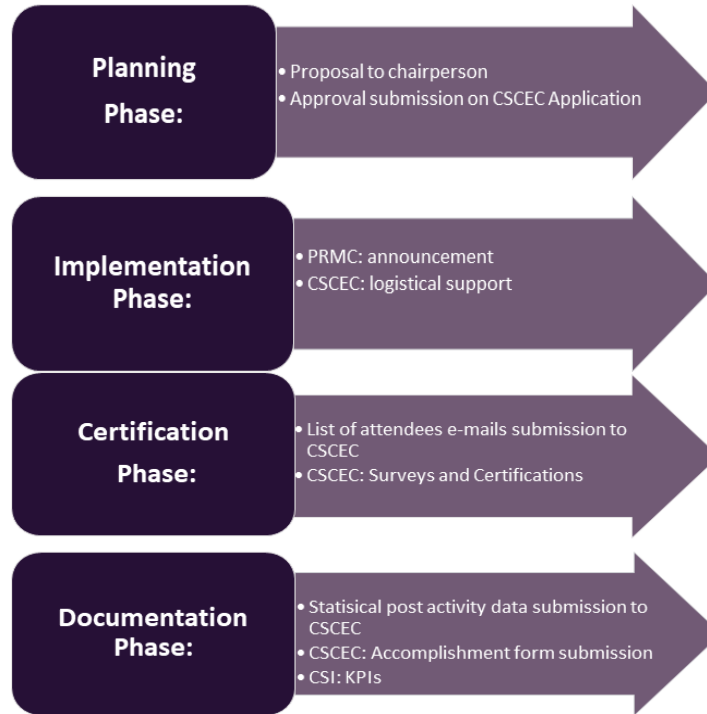 Planning
Phase:
• Proposal to chairperson
• Approval submission on CSCEC Application
Implementation
Phase:
• PRMC: announcement
• CSCEC: logistical support
Certification
Phase:
• List of attendees e-mails submission to
CSCEC
• CSCEC: Surveys and Certifications
Documentation
Phase:
• Statisical post activity data submission to
CSCEC
• CSCEC: Accomplishment form submission
• CSI: KPIs